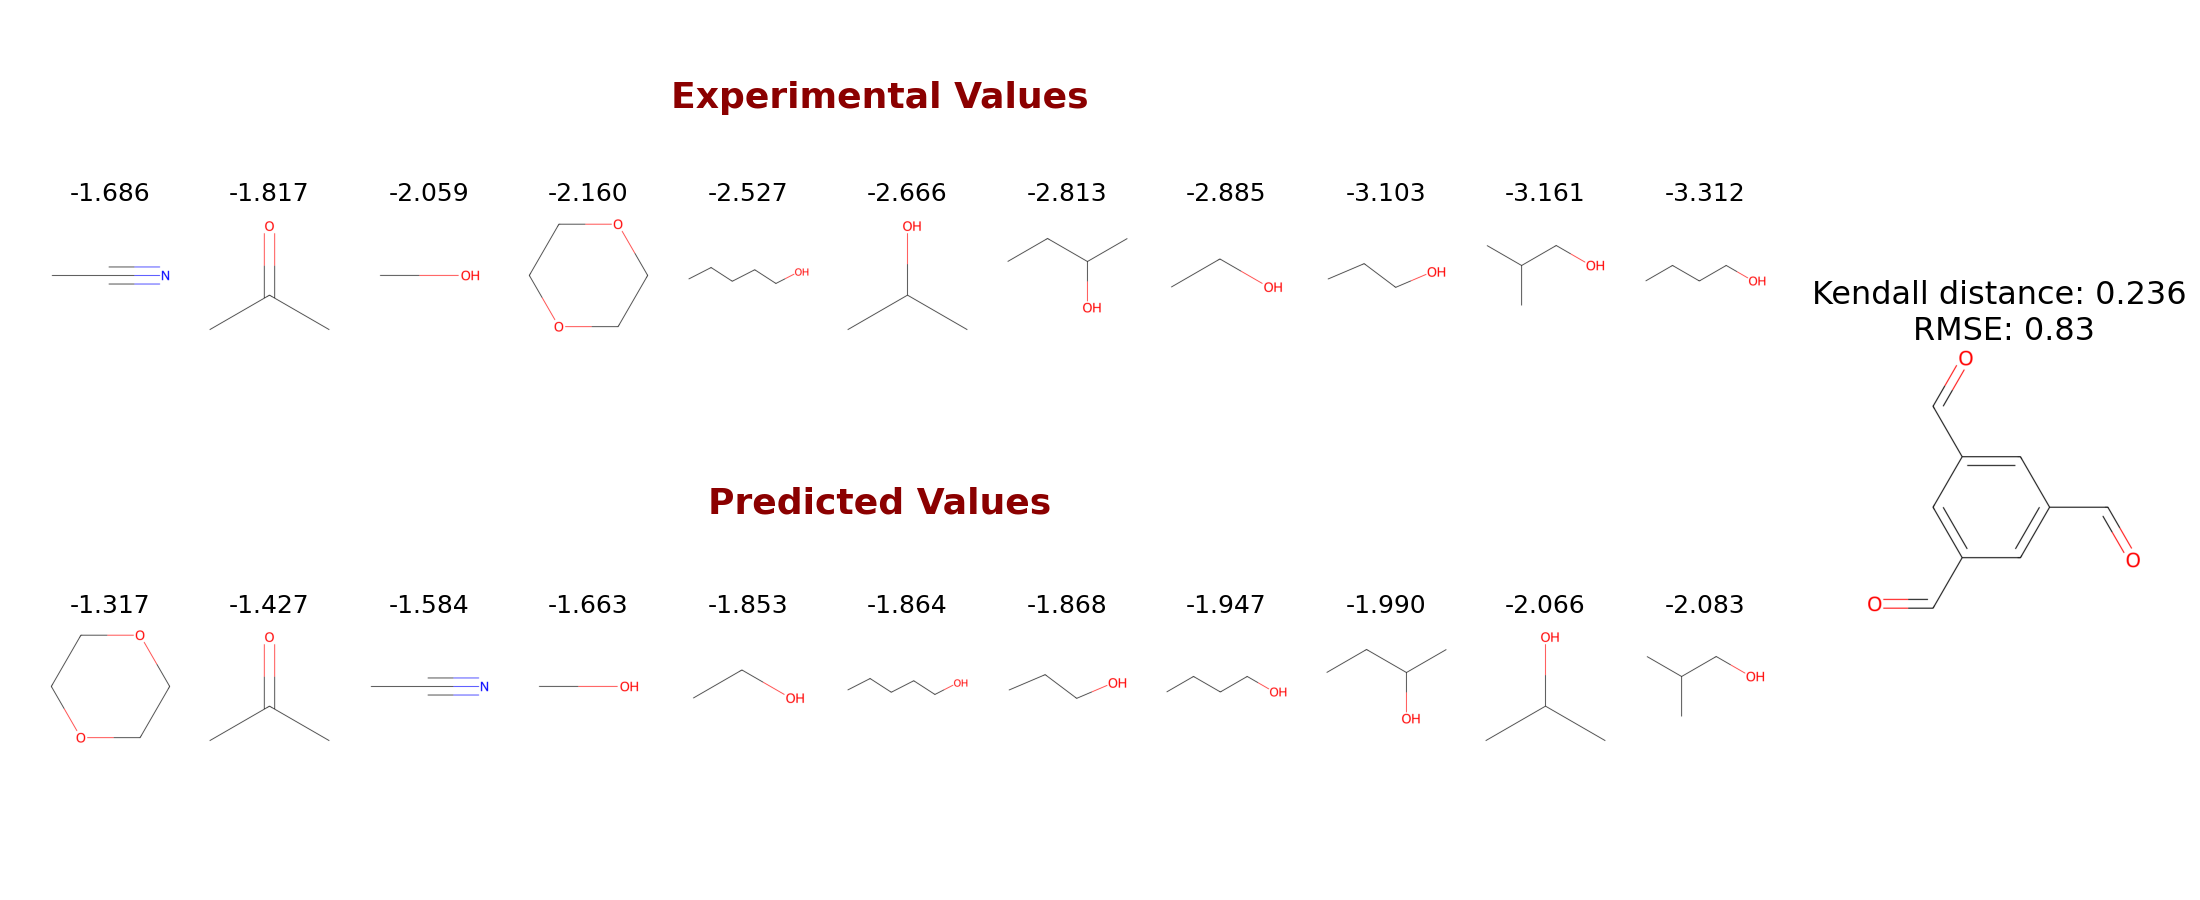 Experimental Values
-1.686 -1.817 -2.059 -2.160 -2.527 -2.666 -2.813 -2.885 -3.103 -3.161 -3.312
N O OH O O OH OH OH OH OH OH OH
Kendall distance: 0.236
RMSE: 0.83
O
O
O
Predicted Values
-1.317 -1.427 -1.584 -1.663 -1.853 -1.864 -1.868 -1.947 -1.990 -2.066 -2.083
O O O N OH OH OH OH OH OH OH OH